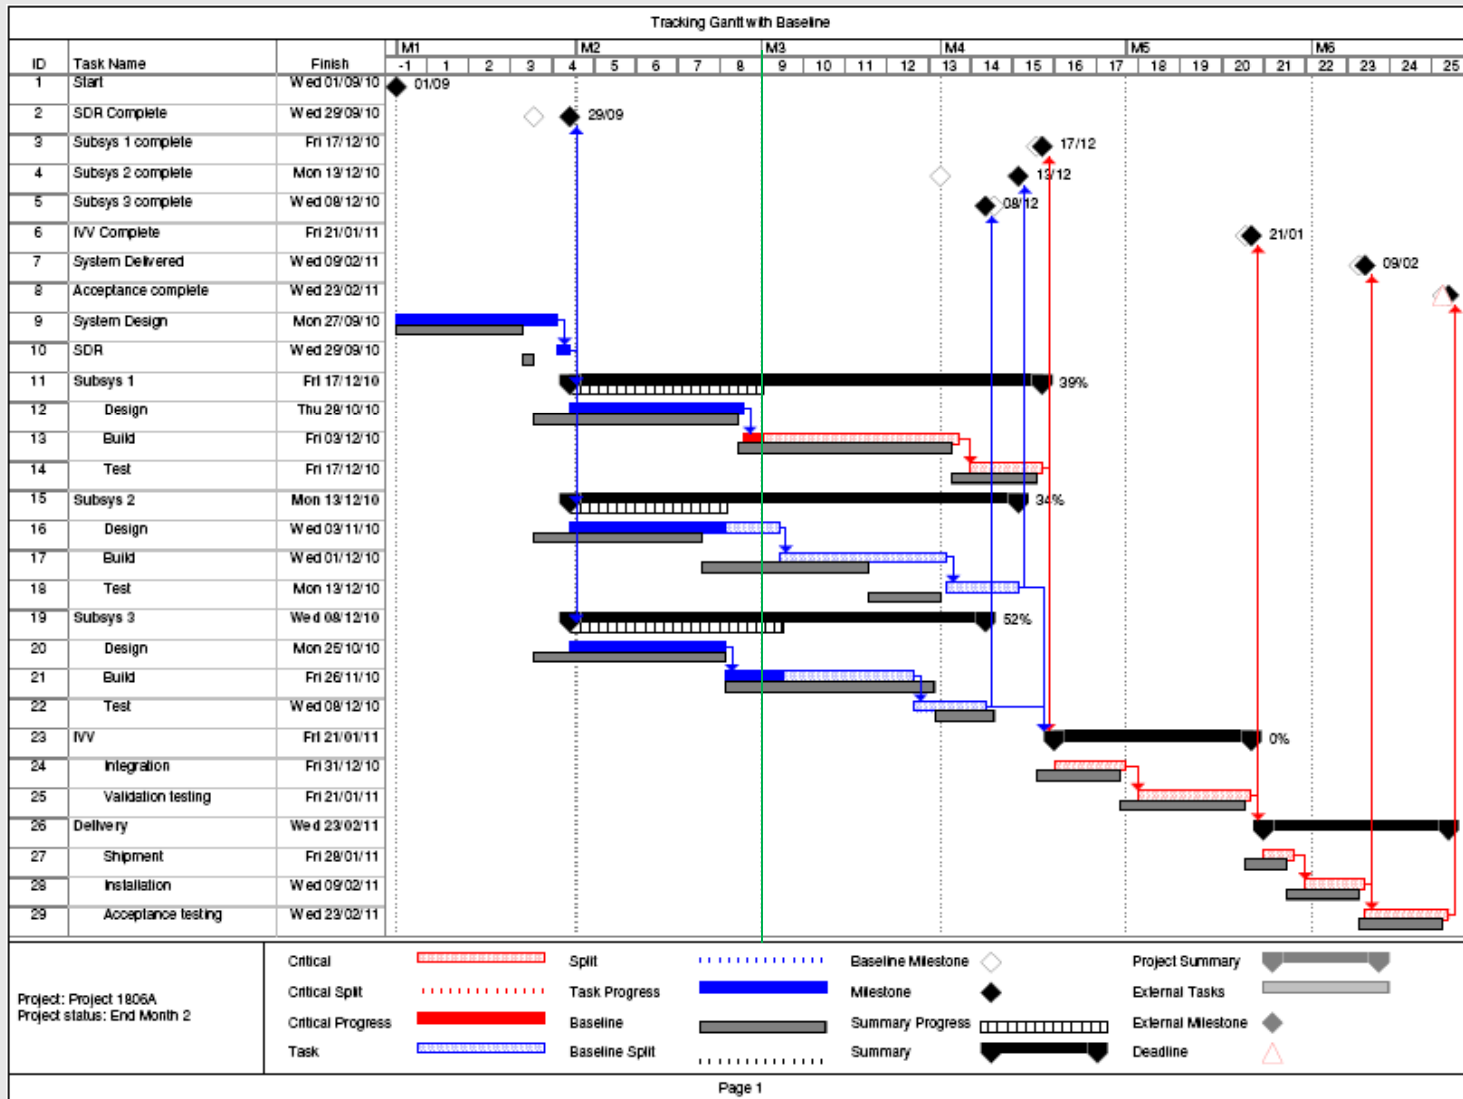 Tracking Gantt with Baseline
M1 M2 M3 M4 M5 M6
ID Task Name Finish -1 1 2 3 4 5 6 7 8 9 10 11 12 13 14 15 16 17 18 19 20 21 22 23 24 25
1 Start Wed 01/09/10 01/09
2 SDR Complete Wed 29/09/10 29/09
3 Subsys 1 complete Fri 17/12/10 17/12
4 Subsys 2 complete Mon 13/12/10 13/12
5 Subsys 3 complete Wed 08/12/10 08/12
6 IVV Complete Fri 21/01/11 21/01
7 System Delivered Wed 09/02/11 09/02
8 Acceptance complete Wed 23/02/11
9 System Design Mon 27/09/10
10 SDR Wed 29/09/10
11 Subsys 1 Fri 17/12/10 39%
12 Design Thu 28/10/10
13 Build Fri 03/12/10
14 Test Fri 17/12/10
15 Subsys 2 Mon 13/12/10 34%
16 Design Wed 03/11/10
17 Build Wed 01/12/10
18 Test Mon 13/12/10
19 Subsys 3 Wed 08/12/10 52%
20 Design Mon 25/10/10
21 Build Fri 26/11/10
22 Test Wed 08/12/10
23 IVV Fri 21/01/11 0%
24 Integration Fri 31/12/10
25 Validation testing Fri 21/01/11
26 Delivery Wed 23/02/11
27 Shipment Fri 28/01/11
28 Installation Wed 09/02/11
29 Acceptance testing Wed 23/02/11
Project: Project 1806A
Project status: End Month 2
Critical Split Baseline Milestone Project Summary
Critical Split Task Progress Milestone External Tasks
Critical Progress Baseline Summary Progress External Milestone
Task Baseline Split Summary Deadline
Page 1